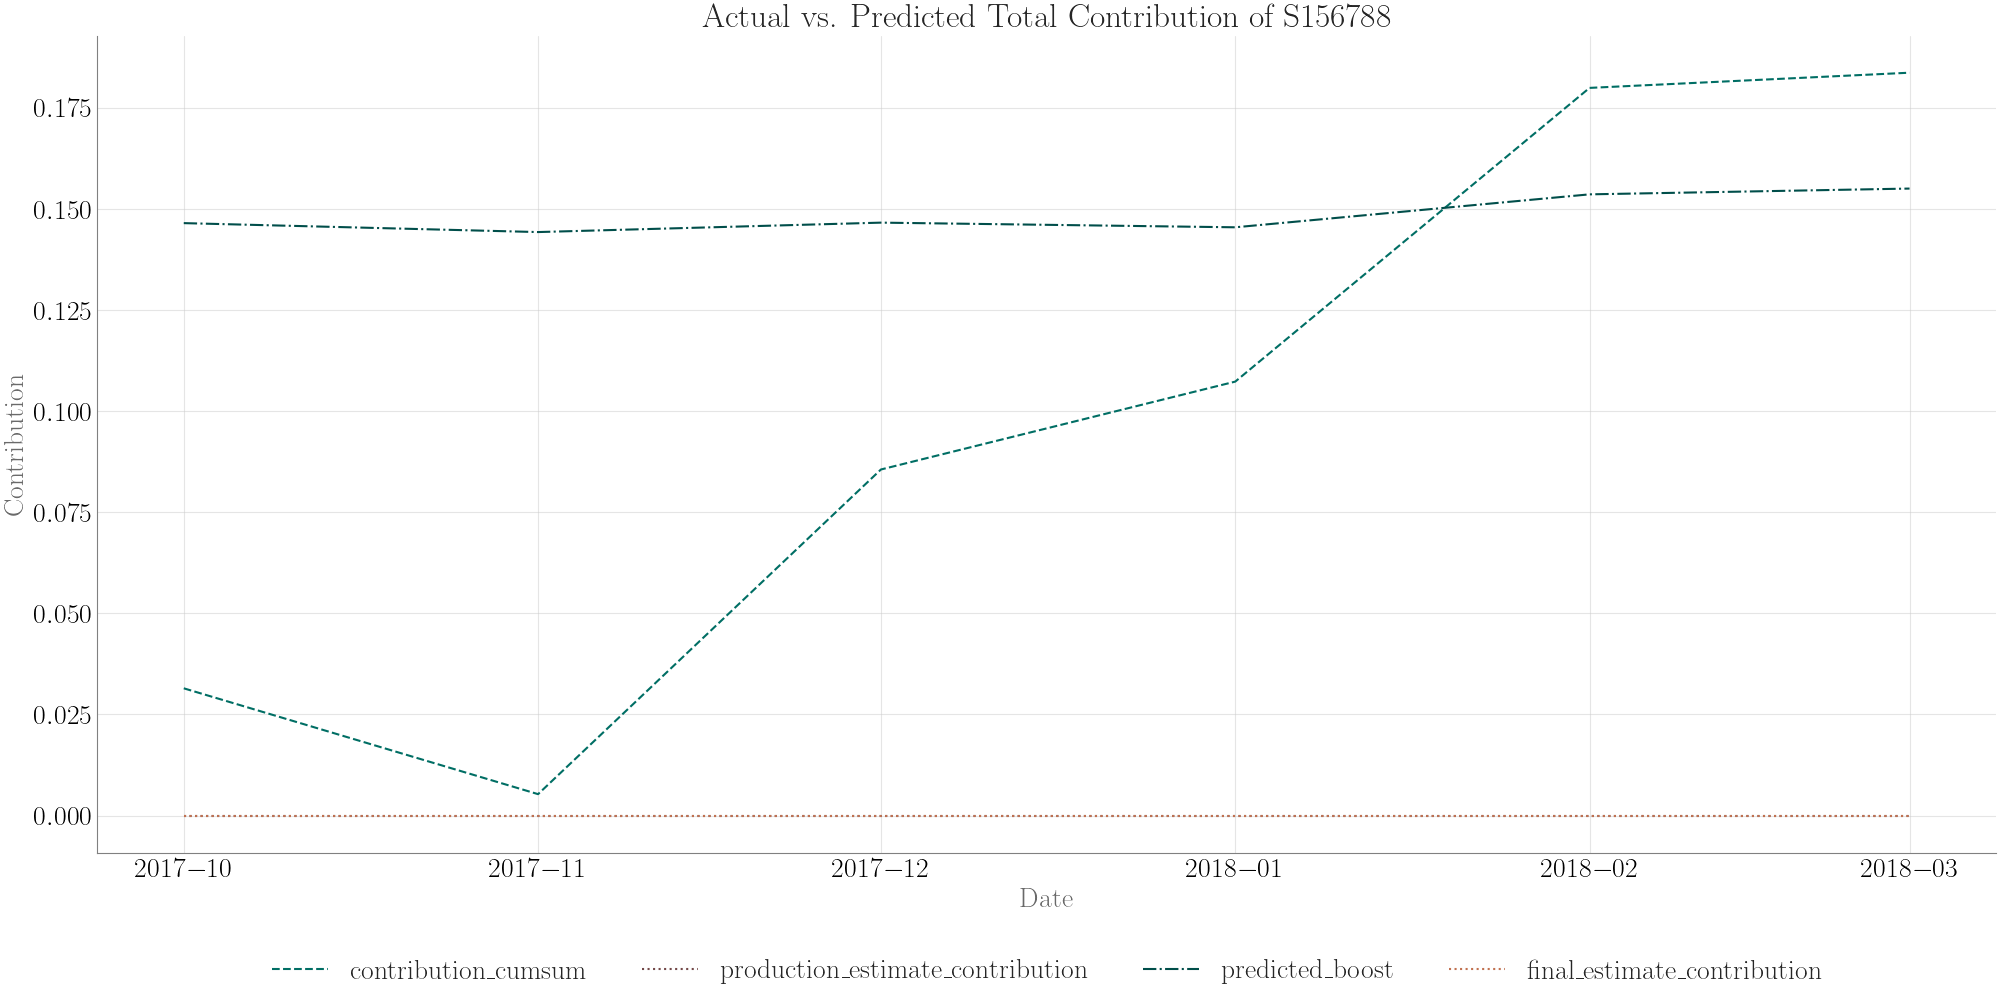 Actual vs. Predicted Total Contribution of S156788
Contribution
0.175
0.150
0.125
0.100
0.075
0.050
0.025
0.000
2017–10 2017–11 2017–12 2018–01 2018–02 2018–03
Date
contribution_cumsum production_estimate_contribution predicted_boost final_estimate_contribution